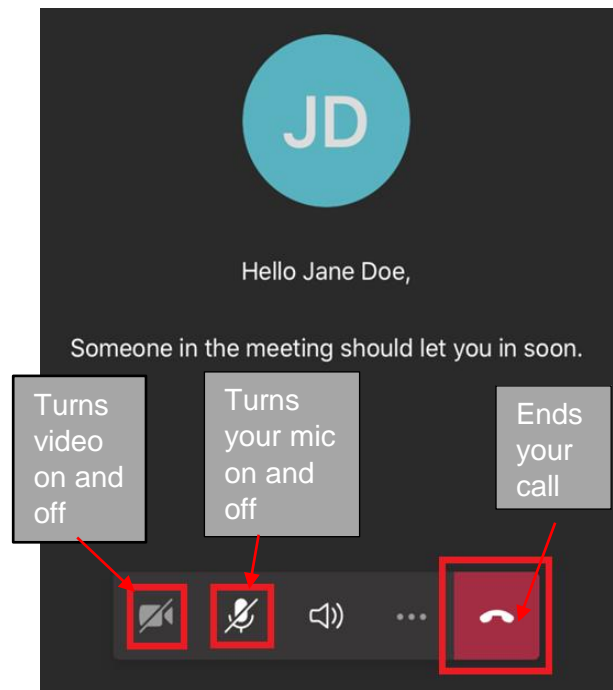 JD
Hello Jane Doe,
Someone in the meeting should let you in soon.
Turns
video
on and
off
Turns
your mic
on and
off
Ends
your
call